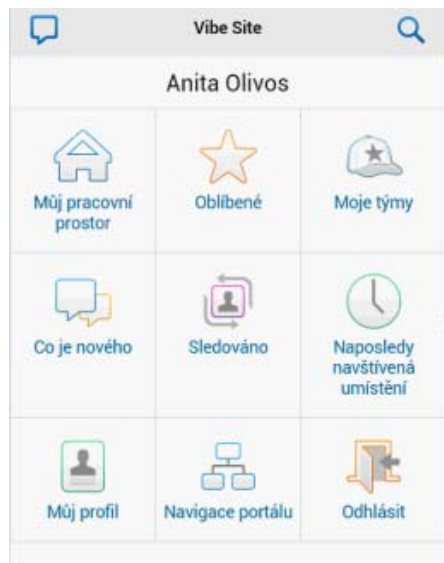 Vibe Site
Anita Olivos
Můj pracovní
prostor
Oblíbené
Moje týmy
Co je nového
Sledováno
Naposledy
navštívená
umístění
Můj profil
Navigace portálu
Odhlásit